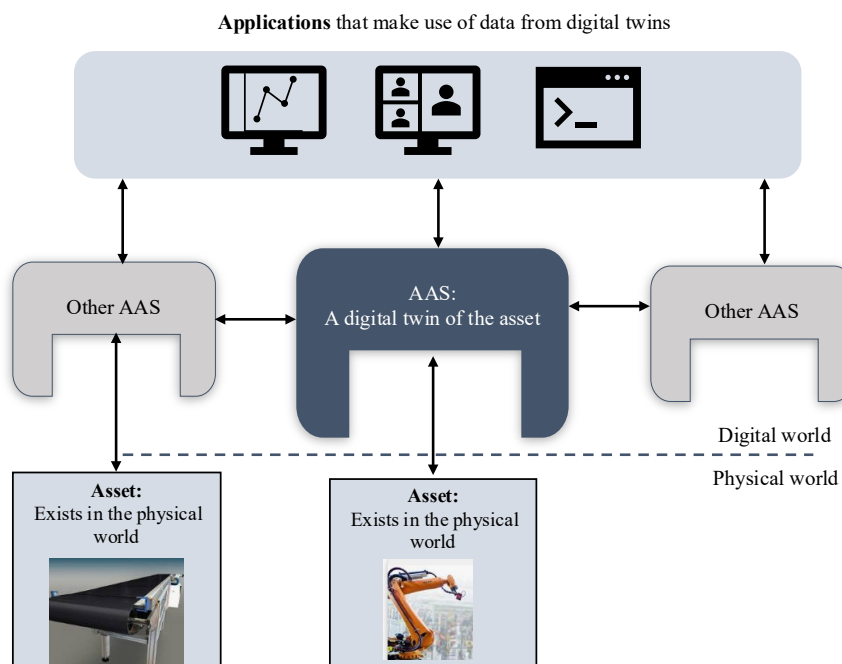 Applications that make use of data from digital twins
Other AAS
AAS:
A digital twin of the asset
Other AAS
Digital world
Physical world
Asset:
Exists in the physical
world
Asset:
Exists in the physical
world